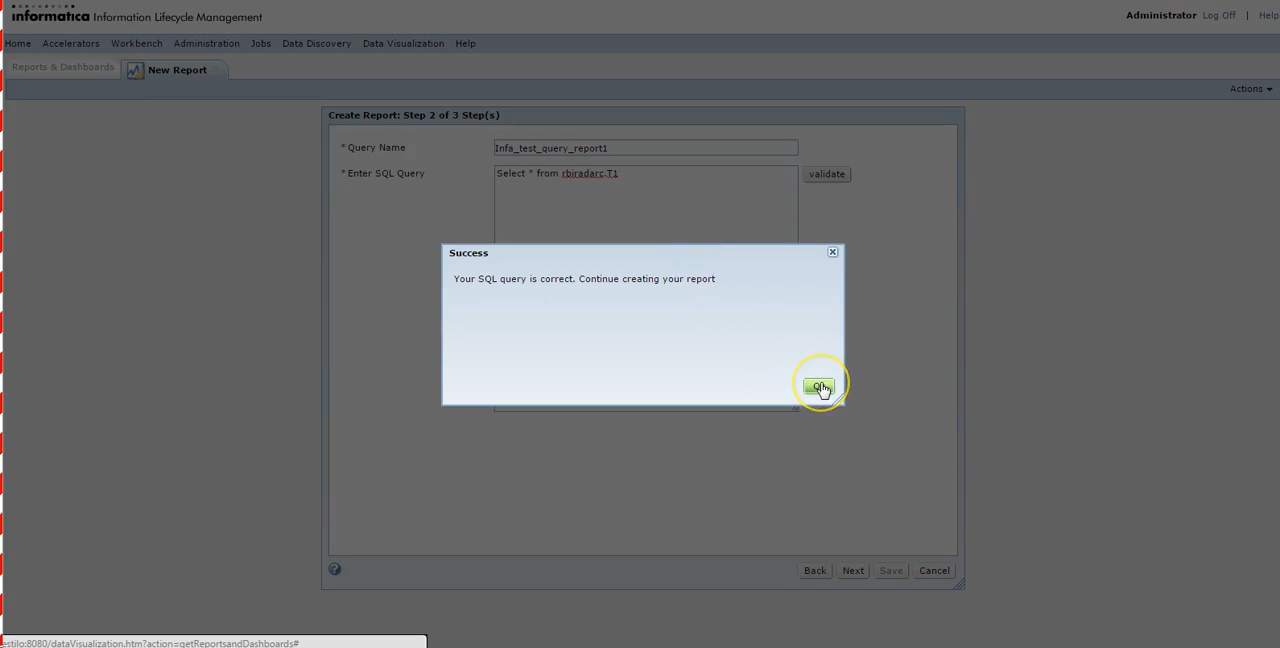 informatica Information Lifecycle Management
Administrator Log Off | Help
Home Accelerators Workbench Administration Jobs Data Discovery Data Visualization Help
Reports & Dashboards New Report
Actions
Create Report: Step 2 of 3 Step(s)
* Query Name Infa_test_query_report1
* Enter SQL Query Select * from rbiradarc.T1 validate
Success
Your SQL query is correct. Continue creating your report
Back Next Save Cancel
estilo:8080/dataVisualization.htm?action=getReportsandDashboards#